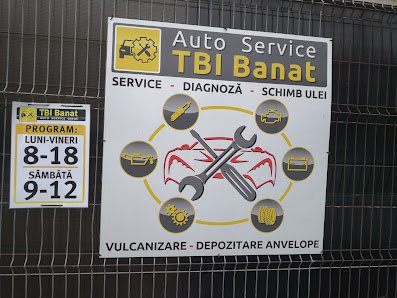 Auto Service
TBI Banat
SERVICE - DIAGNOZĂ - SCHIMB ULEI
VULCANIZARE - DEPOZITARE ANVELOPE
TBI Banat
PROGRAM:
LUNI-VINERI
8-18
SÂMBĂTĂ
9-12